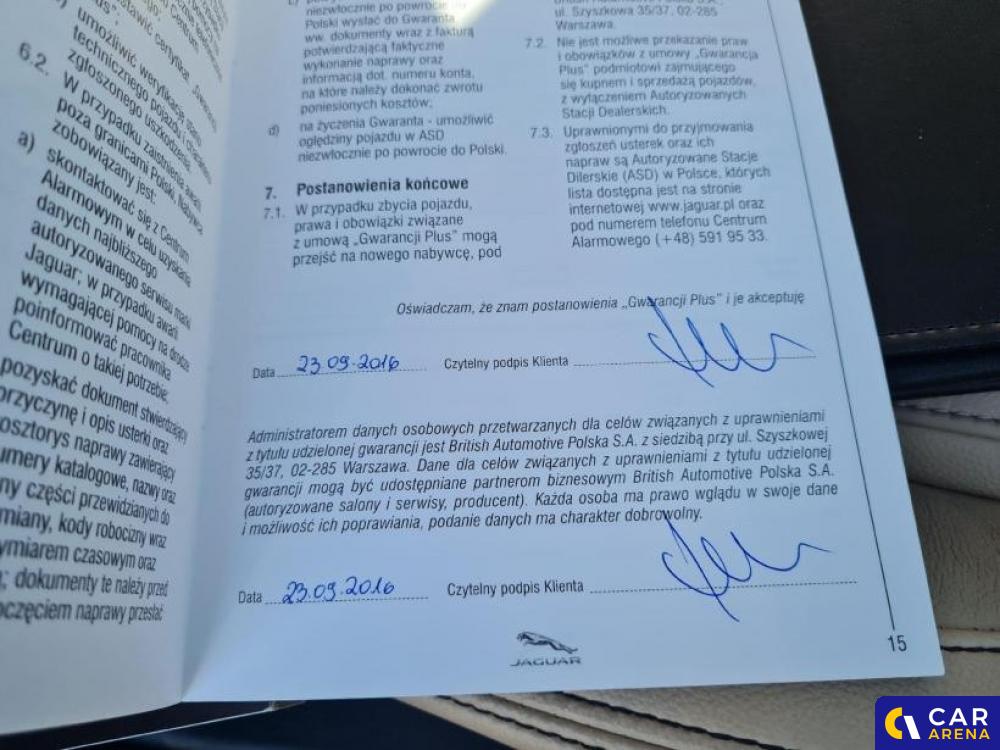 "Gwarancji
Plus".
6.2. W przypadku zaistnienia awarii
poza granicami Polski, Nabywca
zobowiązany jest:
a) skontaktować się z Centrum
Alarmowym w celu uzyskania
danych najbliższego
autoryzowanego serwisu marki
Jaguar; w przypadku awarii
wymagającej pomocy na drodze
poinformować pracownika
Centrum o takiej potrzebie;
pozyskać dokument stwierdzający
przyczynę i opis usterki oraz
kosztorys naprawy zawierający
numery katalogowe, nazwy oraz
ny części przewidzianych do
miany, kody robocizny wraz
wymiarem czasowym oraz
; dokumenty te należy przed
oczęciem naprawy przesłać
niezwłocznie po powrocie do
Polski wysłać do Gwaranta
ww. dokumenty wraz z fakturą
potwierdzającą faktyczne
wykonanie naprawy oraz
informacją dot. numeru konta,
na które należy dokonać zwrotu
poniesionych kosztów;
d) na życzenia Gwaranta - umożliwić
oględziny pojazdu w ASD
niezwłocznie po powrocie do Polski.
7. Postanowienia końcowe
7.1. W przypadku zbycia pojazdu,
prawa i obowiązki związane
z umową „Gwarancji Plus" mogą
przejść na nowego nabywcę, pod
ul. Szyszkowa 35/37, 02-285
Warszawa.
7.2. Nie jest możliwe przekazanie praw
i obowiązków z umowy „Gwarancja
Plus" podmiotowi zajmującego
się kupnem i sprzedażą pojazdów,
z wyłączeniem Autoryzowanych
Stacji Dealerskich.
7.3. Uprawnionymi do przyjmowania
zgłoszeń usterek oraz ich
napraw są Autoryzowane Stacje
Dilerskie (ASD) w Polsce, których
lista dostępna jest na stronie
internetowej www.jaguar.pl oraz
pod numerem telefonu Centrum
Alarmowego (+48) 591 95 33.
Oświadczam, że znam postanowienia „Gwarancji Plus" i je akceptuję
Data 23.09.2016 Czytelny podpis Klienta
Administratorem danych osobowych przetwarzanych dla celów związanych z uprawnieniami
z tytułu udzielonej gwarancji jest British Automotive Polska S.A. z siedzibą przy ul. Szyszkowej
35/37, 02-285 Warszawa. Dane dla celów związanych z uprawnieniami z tytułu udzielonej
gwarancji mogą być udostępniane partnerom biznesowym British Automotive Polska S.A.
(autoryzowane salony i serwisy, producent). Każda osoba ma prawo wglądu w swoje dane
i możliwość ich poprawiania, podanie danych ma charakter dobrowolny.
Data 23.09.2016 Czytelny podpis Klienta
JAGUAR
15
CAR
ARENA